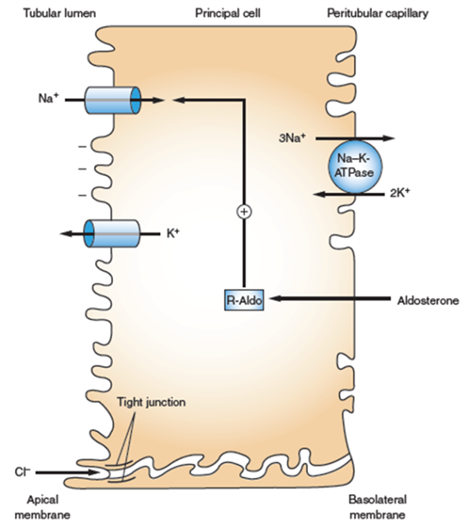 Tubular lumen
Principal cell
Peritubular capillary
Na⁺
3Na⁺
Na–K-
ATPase
2K⁺
–
–
–
+
K⁺
R-Aldo
Aldosterone
Tight junction
Cl⁻
Apical
membrane
Basolateral
membrane